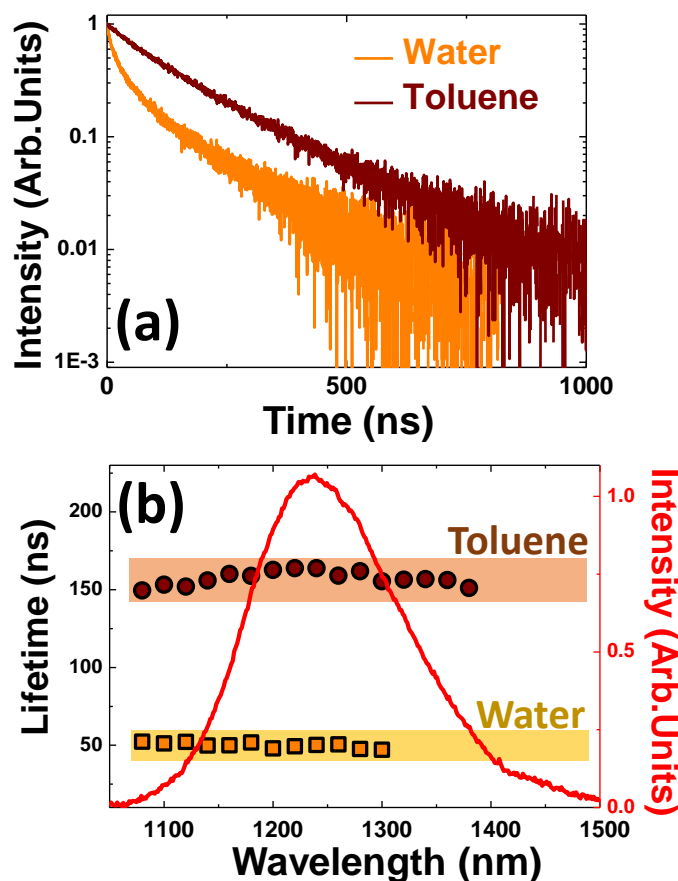 1
0.1
0.01
1E-3
Intensity (Arb.Units)
Water
Toluene
(a)
0
500
1000
Time (ns)
(b)
200
150
100
50
Lifetime (ns)
Toluene
Water
1.0
0.5
0.0
Intensity (Arb.Units)
1100
1200
1300
1400
1500
Wavelength (nm)